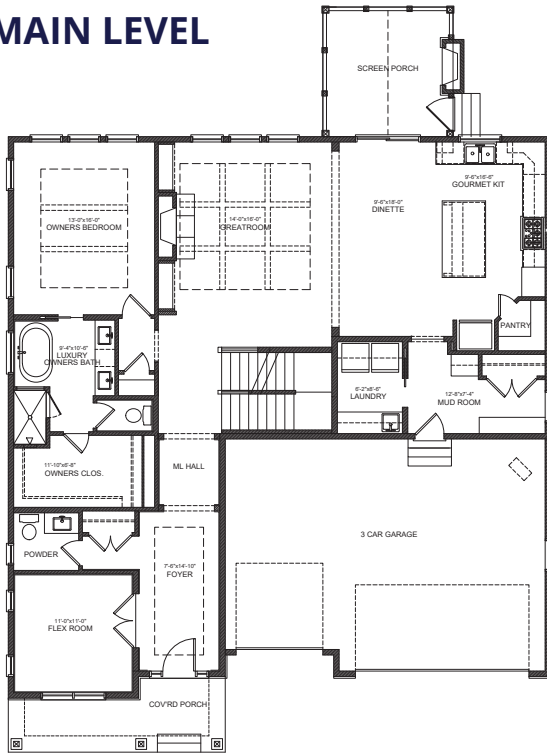 MAIN LEVEL
SCREEN PORCH
9'-6"x16'-6"
GOURMET KIT
9'-6"x16'-0"
DINETTE
14'-0"x16'-0"
GREATROOM
13'-0"x16'-0"
OWNERS BEDROOM
PANTRY
9'-4"x10'-6"
LUXURY
OWNERS BATH
6'-2"x8'-6"
LAUNDRY
12'-8"x7'-4"
MUD ROOM
11'-10"x6'-8"
OWNERS CLOS.
ML HALL
3 CAR GARAGE
POWDER
7'-6"x14'-10"
FOYER
11'-0"x11'-0"
FLEX ROOM
COV'RD PORCH